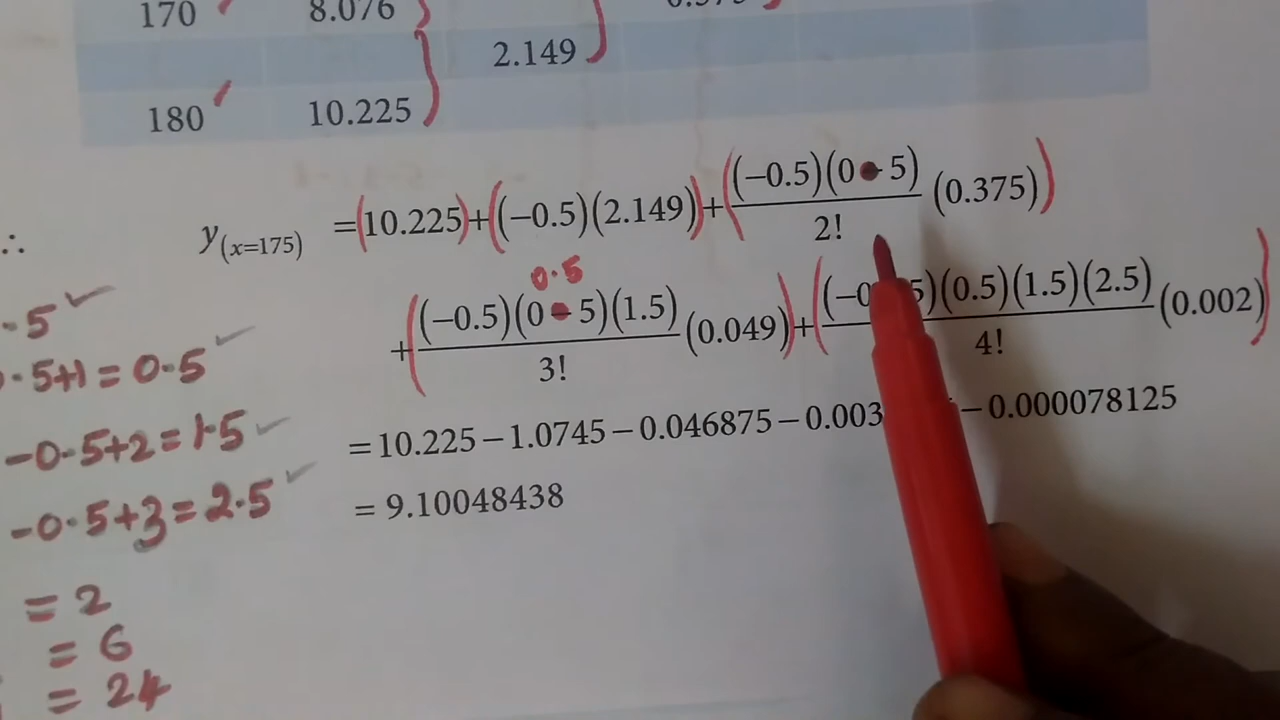 170 8.076
2.149
180 10.225
∴ y(x=175) = (10.225)+((−0.5)(2.149))+((−0.5)(0 - 5)/2! (0.375))
0.5
+((−0.5)(0 - 5)(1.5)/3! (0.049))+((−0.5)(0.5)(1.5)(2.5)/4! (0.002))
= 10.225 − 1.0745 − 0.046875 − 0.003 − 0.000078125
= 9.10048438
·5 ✓
·5+1 = 0·5 ✓
−0·5+2 = 1·5 ✓
−0·5+3 = 2·5 ✓
= 2
= 6
= 24